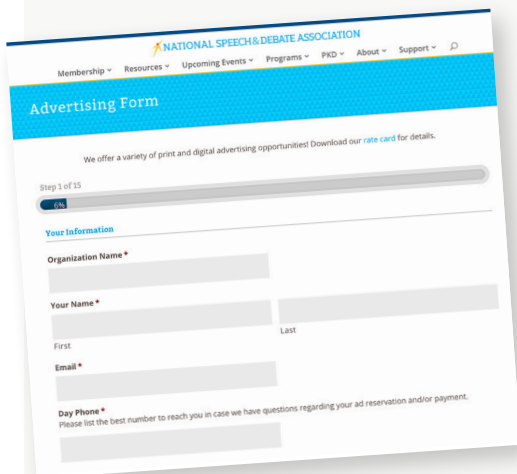 NATIONAL SPEECH & DEBATE ASSOCIATION
Membership Resources Upcoming Events Programs PKD About Support
Advertising Form
We offer a variety of print and digital advertising opportunities! Download our rate card for details.
Step 1 of 15
6%
Your Information
Organization Name *
Your Name *
First Last
Email *
Day Phone *
Please list the best number to reach you in case we have questions regarding your ad reservation and/or payment.